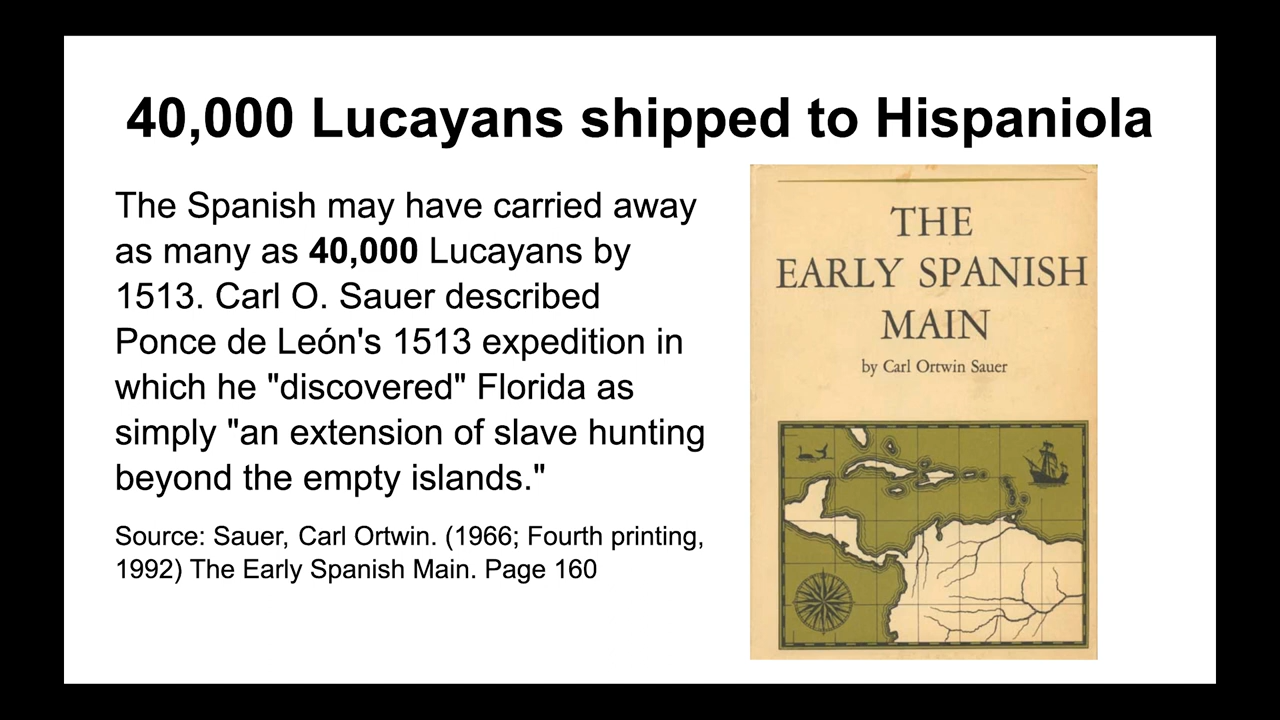 40,000 Lucayans shipped to Hispaniola
The Spanish may have carried away
as many as 40,000 Lucayans by
1513. Carl O. Sauer described
Ponce de León's 1513 expedition in
which he "discovered" Florida as
simply "an extension of slave hunting
beyond the empty islands."
Source: Sauer, Carl Ortwin. (1966; Fourth printing,
1992) The Early Spanish Main. Page 160
THE
EARLY SPANISH
MAIN
by Carl Ortwin Sauer